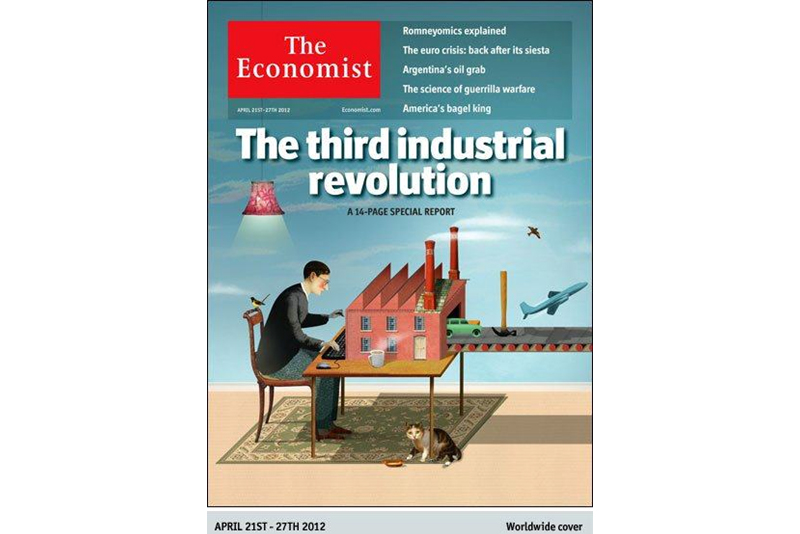 The
Economist
APRIL 21ST–27TH 2012
Economist.com
Romneyomics explained
The euro crisis: back after its siesta
Argentina's oil grab
The science of guerrilla warfare
America's bagel king
The third industrial
revolution
A 14-PAGE SPECIAL REPORT
APRIL 21ST - 27TH 2012
Worldwide cover